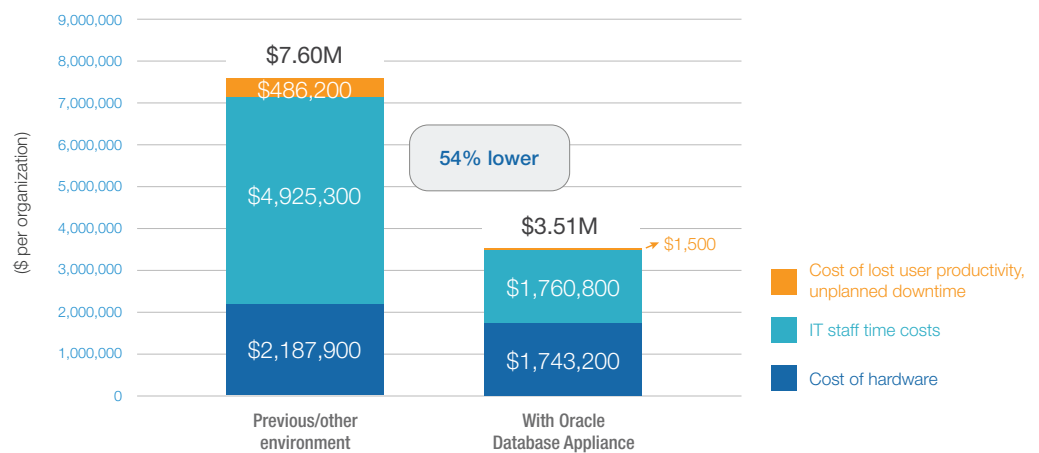 ($ per organization)
9,000,000
8,000,000
7,000,000
6,000,000
5,000,000
4,000,000
3,000,000
2,000,000
1,000,000
0
$7.60M
$486,200
$4,925,300
$2,187,900
Previous/other
environment
54% lower
$3.51M
$1,500
$1,760,800
$1,743,200
With Oracle
Database Appliance
Cost of lost user productivity,
unplanned downtime
IT staff time costs
Cost of hardware